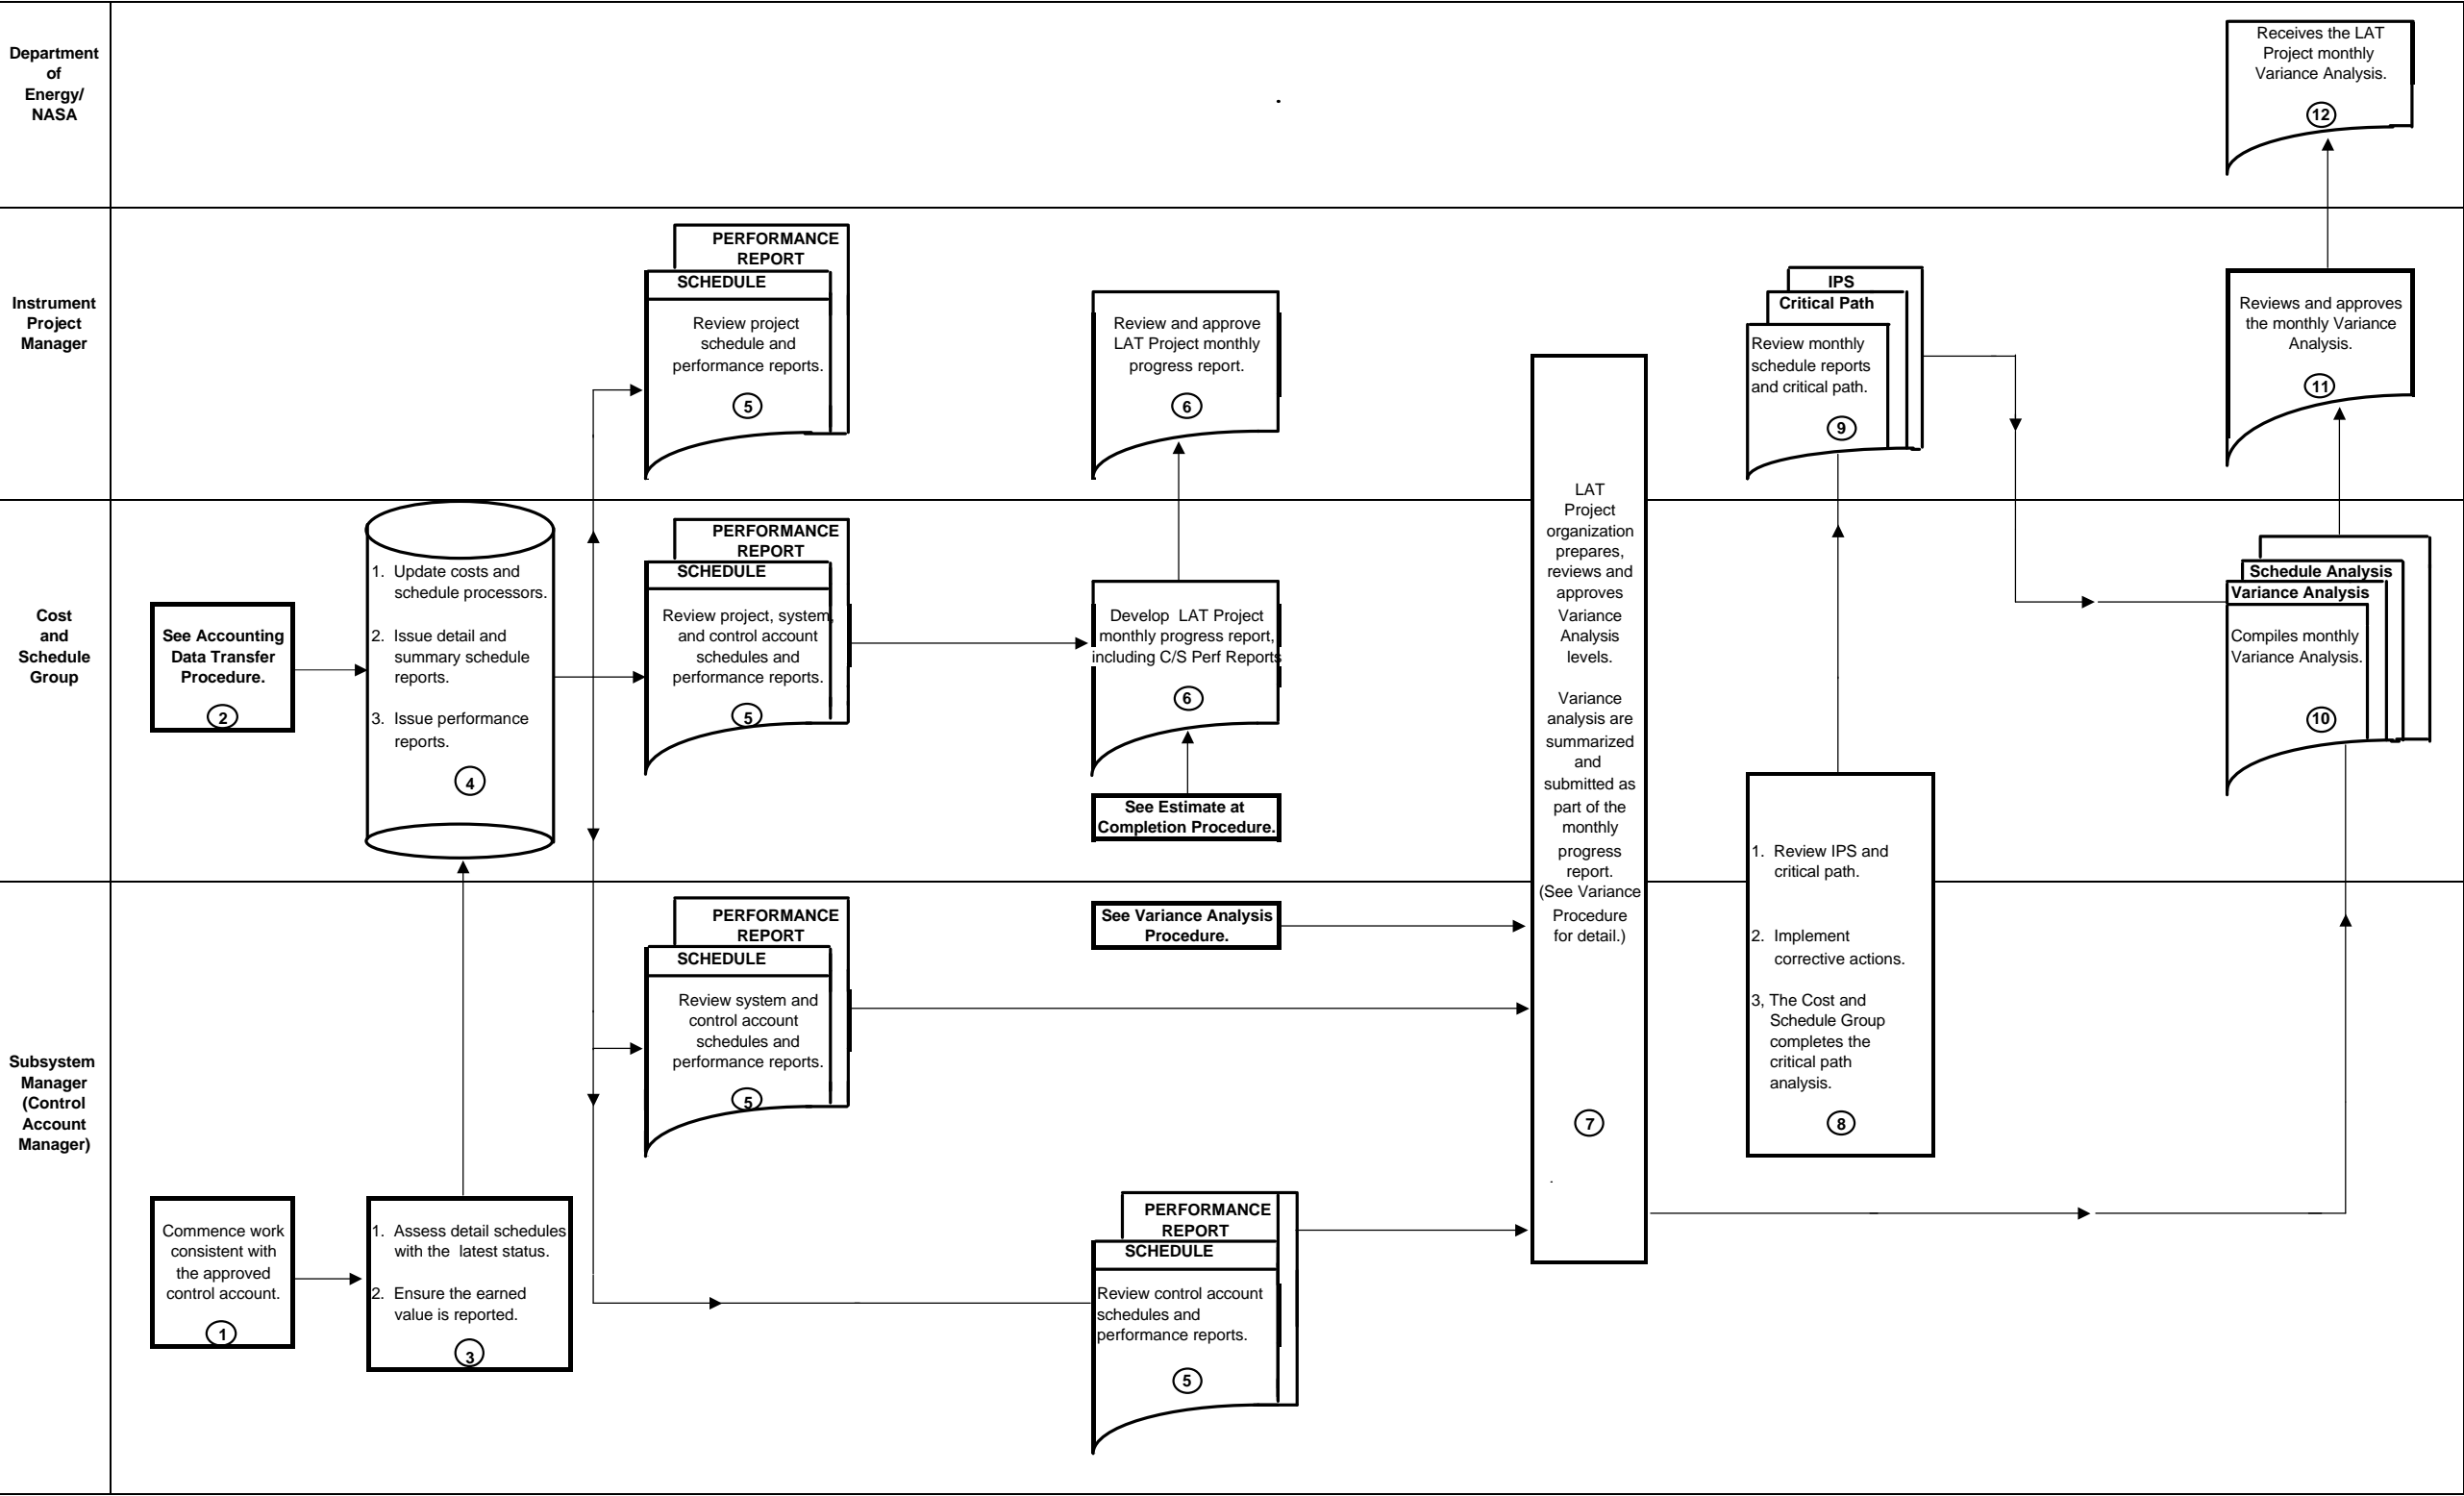 Department
of
Energy/
NASA
Receives the LAT
Project monthly
Variance Analysis.
12
Instrument
Project
Manager
PERFORMANCE
REPORT
SCHEDULE
Review project
schedule and
performance reports.
5
Review and approve
LAT Project monthly
progress report.
6
IPS
Critical Path
Review monthly
schedule reports
and critical path.
9
Reviews and approves
the monthly Variance
Analysis.
11
Cost
and
Schedule
Group
See Accounting
Data Transfer
Procedure.
2
1. Update costs and
schedule processors.
2. Issue detail and
summary schedule
reports.
3. Issue performance
reports.
4
PERFORMANCE
REPORT
SCHEDULE
Review project, system,
and control account
schedules and
performance reports.
5
Develop LAT Project
monthly progress report,
including C/S Perf Reports
6
See Estimate at
Completion Procedure.
LAT
Project
organization
prepares,
reviews and
approves
Variance
Analysis
levels.
Variance
analysis are
summarized
and
submitted as
part of the
monthly
progress
report.
(See Variance
Procedure
for detail.)
7
1. Review IPS and
critical path.
2. Implement
corrective actions.
3, The Cost and
Schedule Group
completes the
critical path
analysis.
8
Schedule Analysis
Variance Analysis
Compiles monthly
Variance Analysis.
10
Subsystem
Manager
(Control
Account
Manager)
PERFORMANCE
REPORT
SCHEDULE
Review system and
control account
schedules and
performance reports.
5
See Variance Analysis
Procedure.
Commence work
consistent with
the approved
control account.
1
1. Assess detail schedules
with the latest status.
2. Ensure the earned
value is reported.
3
PERFORMANCE
REPORT
SCHEDULE
Review control account
schedules and
performance reports.
5